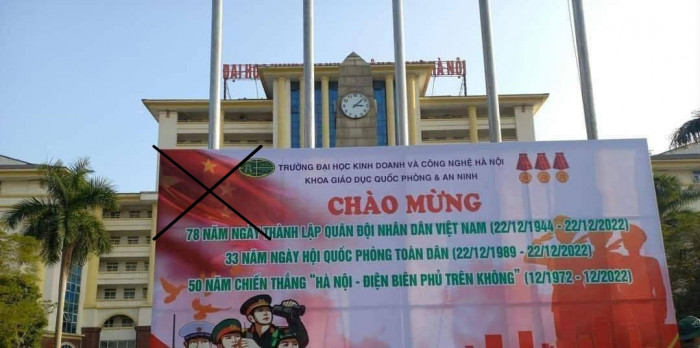 ĐẠI HỌC HÀ NỘI
TRƯỜNG ĐẠI HỌC KINH DOANH VÀ CÔNG NGHỆ HÀ NỘI
KHOA GIÁO DỤC QUỐC PHÒNG & AN NINH
CHÀO MỪNG
78 NĂM NGÀY THÀNH LẬP QUÂN ĐỘI NHÂN DÂN VIỆT NAM (22/12/1944 - 22/12/2022)
33 NĂM NGÀY HỘI QUỐC PHÒNG TOÀN DÂN (22/12/1989 - 22/12/2022)
50 NĂM CHIẾN THẮNG "HÀ NỘI - ĐIỆN BIÊN PHỦ TRÊN KHÔNG" (12/1972 - 12/2022)